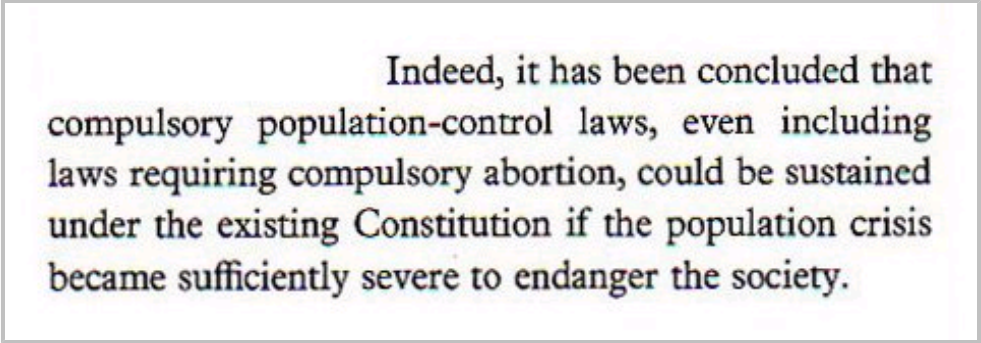 Indeed, it has been concluded that
compulsory population-control laws, even including
laws requiring compulsory abortion, could be sustained
under the existing Constitution if the population crisis
became sufficiently severe to endanger the society.